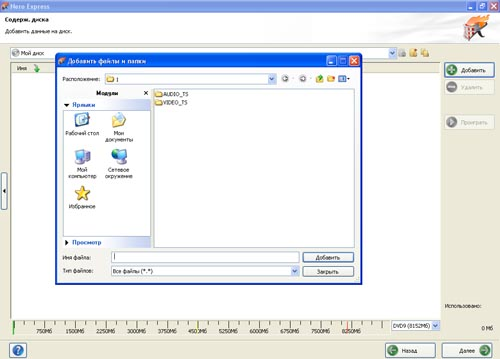 Nero Express
Содерж. диска
Добавить данные на диск.
Мой диск
Имя
Добавить
Удалить
Проиграть
Добавить файлы и папки
Расположение: 1
Модули
Ярлыки
Рабочий стол
Мои документы
Мой компьютер
Сетевое окружение
Избранное
Просмотр
AUDIO_TS
VIDEO_TS
Имя файла:
Добавить
Тип файлов: Все файлы (*.*)
Закрыть
Использовано:
0 Мб
750Мб 1500Мб 2250Мб 3000Мб 3750Мб 4500Мб 5250Мб 6000Мб 6750Мб 7500Мб 8250Мб
DVD9 (8152Мб)
Назад
Далее